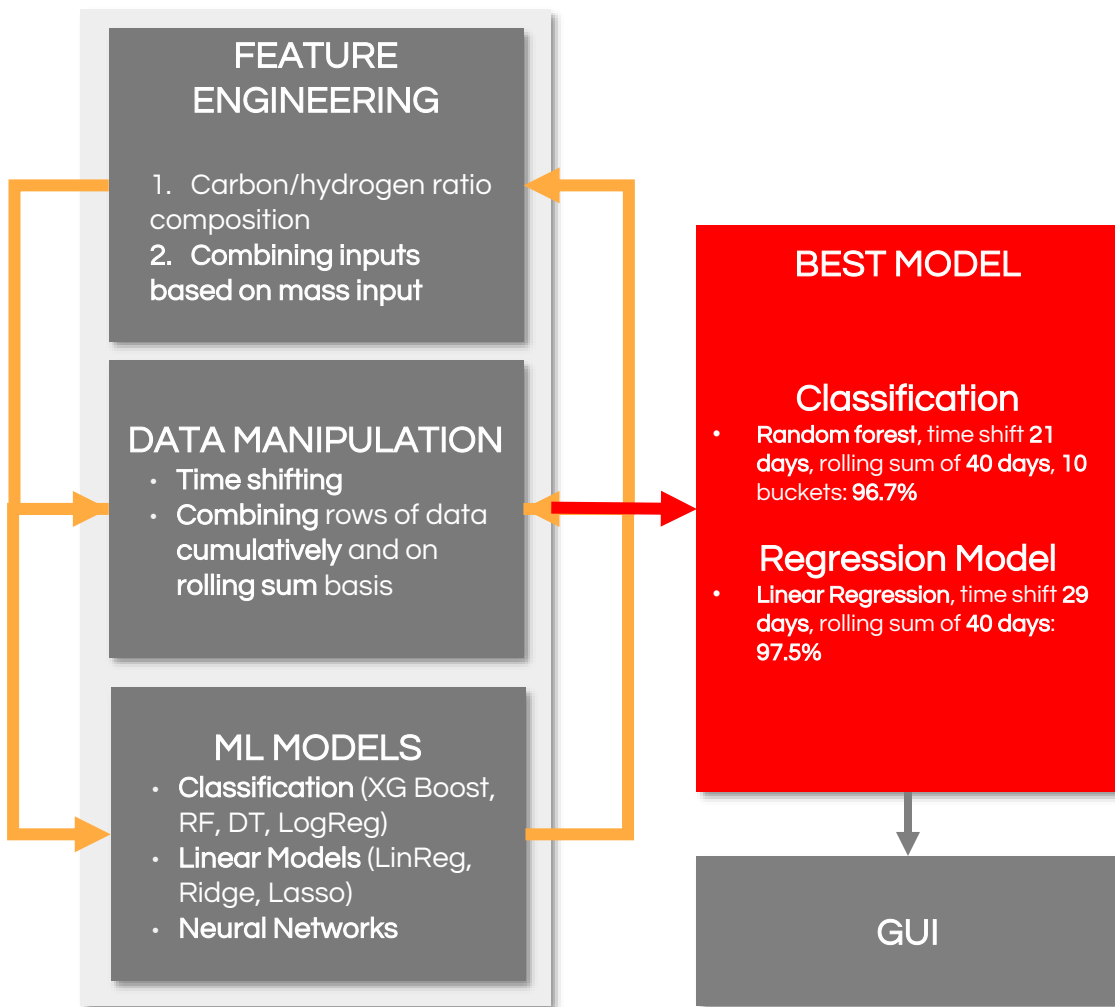 FEATURE
ENGINEERING
1. Carbon/hydrogen ratio
composition
2. Combining inputs
based on mass input
DATA MANIPULATION
• Time shifting
• Combining rows of data
cumulatively and on
rolling sum basis
ML MODELS
• Classification (XG Boost,
RF, DT, LogReg)
• Linear Models (LinReg,
Ridge, Lasso)
• Neural Networks
BEST MODEL
Classification
• Random forest, time shift 21
days, rolling sum of 40 days, 10
buckets: 96.7%
Regression Model
• Linear Regression, time shift 29
days, rolling sum of 40 days:
97.5%
GUI